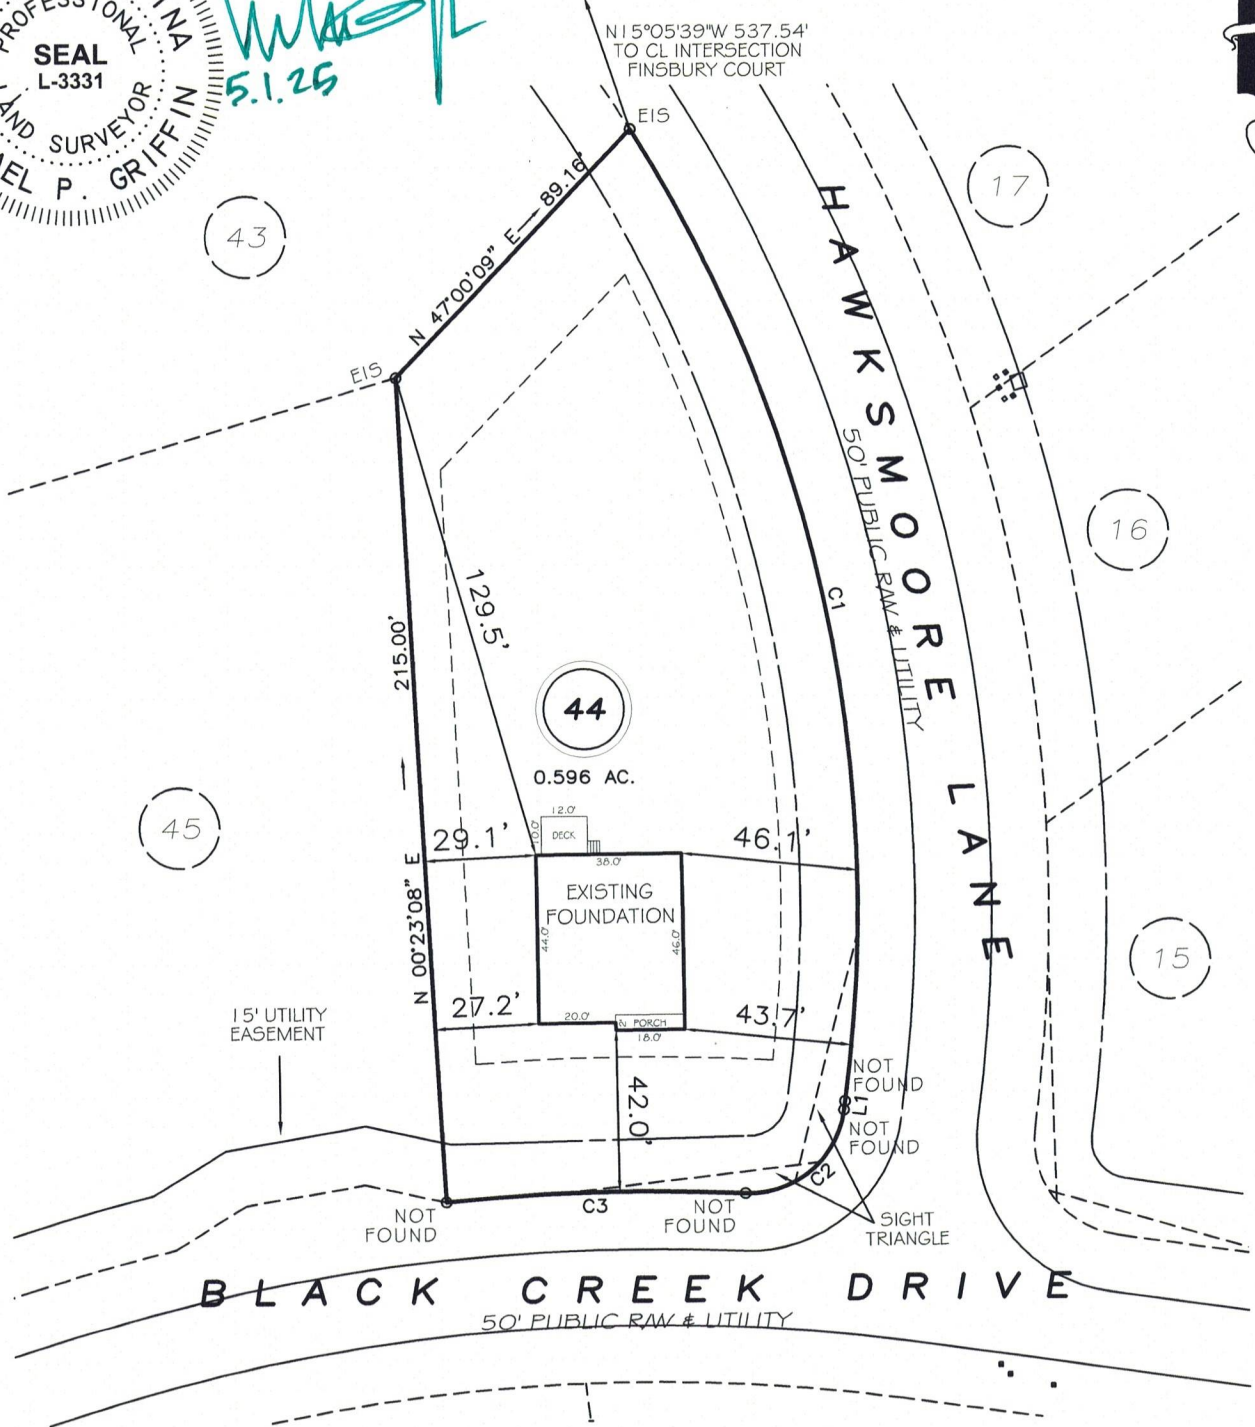 PROFESSIONAL
SEAL
L-3331
LAND SURVEYOR
P. GRIFFIN
5.1.25
N15°05'39"W 537.54'
TO CL INTERSECTION
FINSBURY COURT
EIS
N 47°00'09" E 89.16'
43
17
EIS
HAWKSMOORE LANE
50' PUBLIC R/W & UTILITY
16
C1
129.5'
215.00'
N 00°23'08" E
44
0.596 AC.
45
12.0'
10.0'
DECK
29.1'
46.1'
38.0'
EXISTING
FOUNDATION
44.0'
46.0'
15
27.2'
20.0'
PORCH
18.0'
43.7'
15' UTILITY
EASEMENT
42.0'
NOT
FOUND
L1
NOT
FOUND
C2
C3
NOT
FOUND
NOT
FOUND
SIGHT
TRIANGLE
BLACK CREEK DRIVE
50' PUBLIC R/W & UTILITY